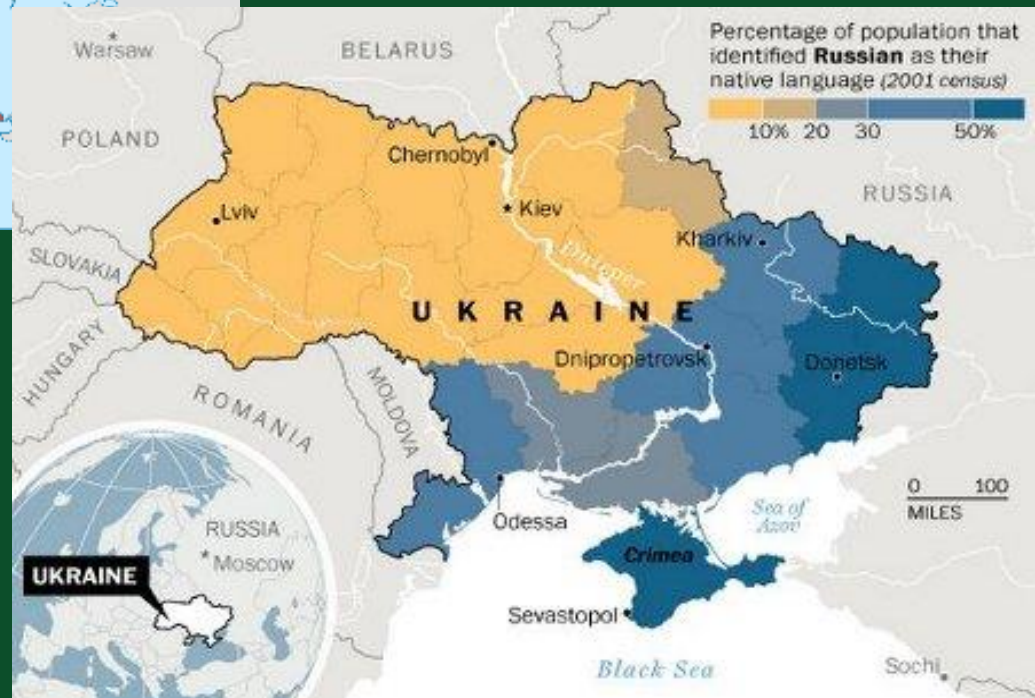 Percentage of population that
identified Russian as their
native language (2001 census)
10% 20 30 50%
Warsaw
BELARUS
POLAND
Chernobyl
RUSSIA
Lviv
Kiev
Kharkiv
SLOVAKIA
Dnieper
UKRAINE
HUNGARY
Dnipropetrovsk
Donetsk
MOLDOVA
ROMANIA
0 100
MILES
Sea of
Azov
Odessa
RUSSIA
Moscow
Crimea
UKRAINE
Sevastopol
Black Sea
Sochi